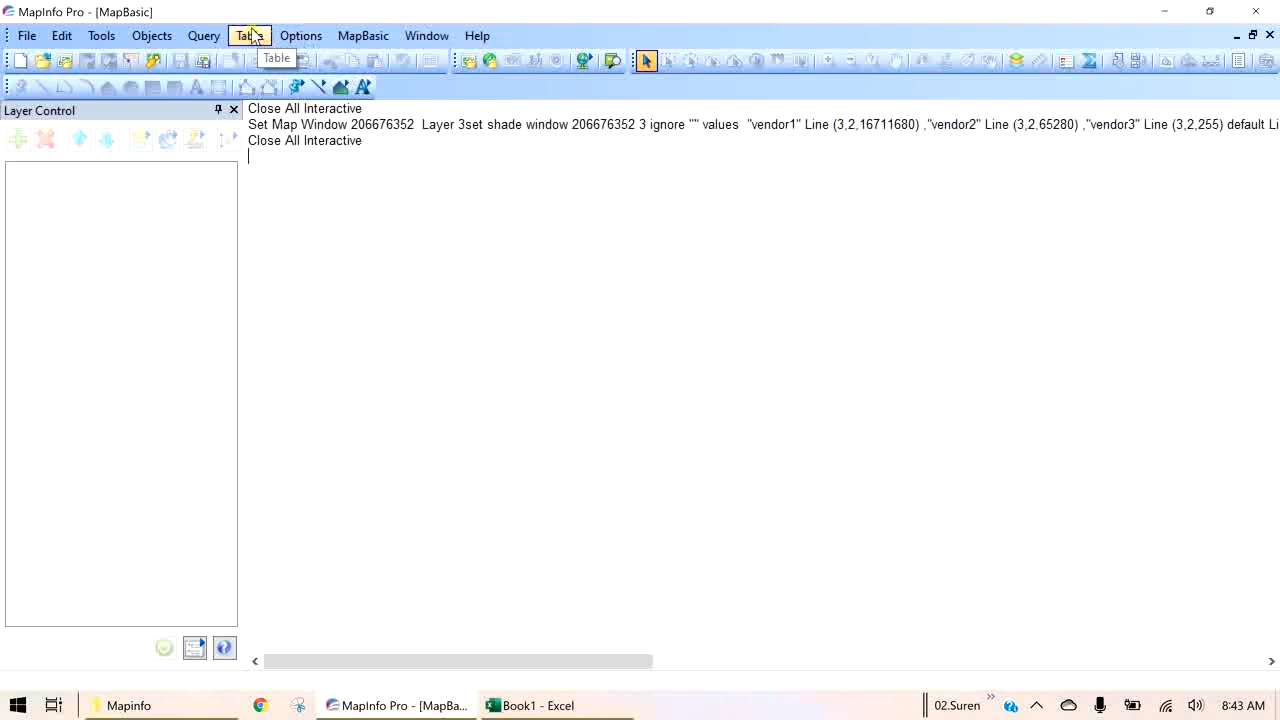 MapInfo Pro - [MapBasic]
File Edit Tools Objects Query Table Options MapBasic Window Help
Table
Layer Control
Close All Interactive
Set Map Window 206676352  Layer 3set shade window 206676352 3 ignore "" values  "vendor1" Line (3,2,16711680) ,"vendor2" Line (3,2,65280) ,"vendor3" Line (3,2,255) default Li
Close All Interactive
Mapinfo
MapInfo Pro - [MapBa...
Book1 - Excel
02.Suren
8:43 AM